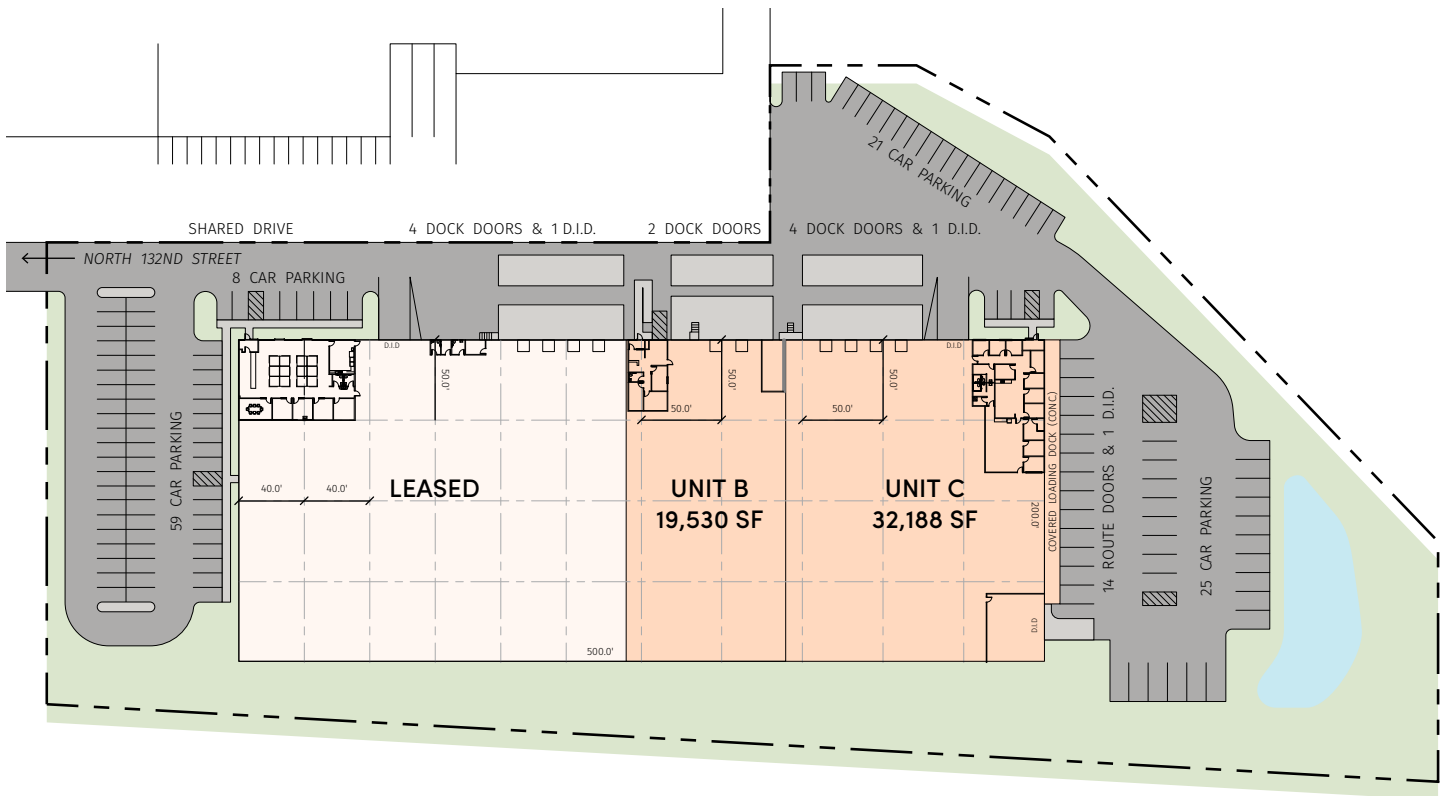 21 CAR PARKING
SHARED DRIVE
4 DOCK DOORS & 1 D.I.D.
2 DOCK DOORS
4 DOCK DOORS & 1 D.I.D.
NORTH 132ND STREET
8 CAR PARKING
D.I.D
D.I.D
50.0'
50.0'
50.0'
50.0'
50.0'
59 CAR PARKING
40.0'
40.0'
LEASED
UNIT B
19,530 SF
UNIT C
32,188 SF
200.0'
COVERED LOADING DOCK (CONC.)
14 ROUTE DOORS & 1 D.I.D.
25 CAR PARKING
D.I.D
500.0'